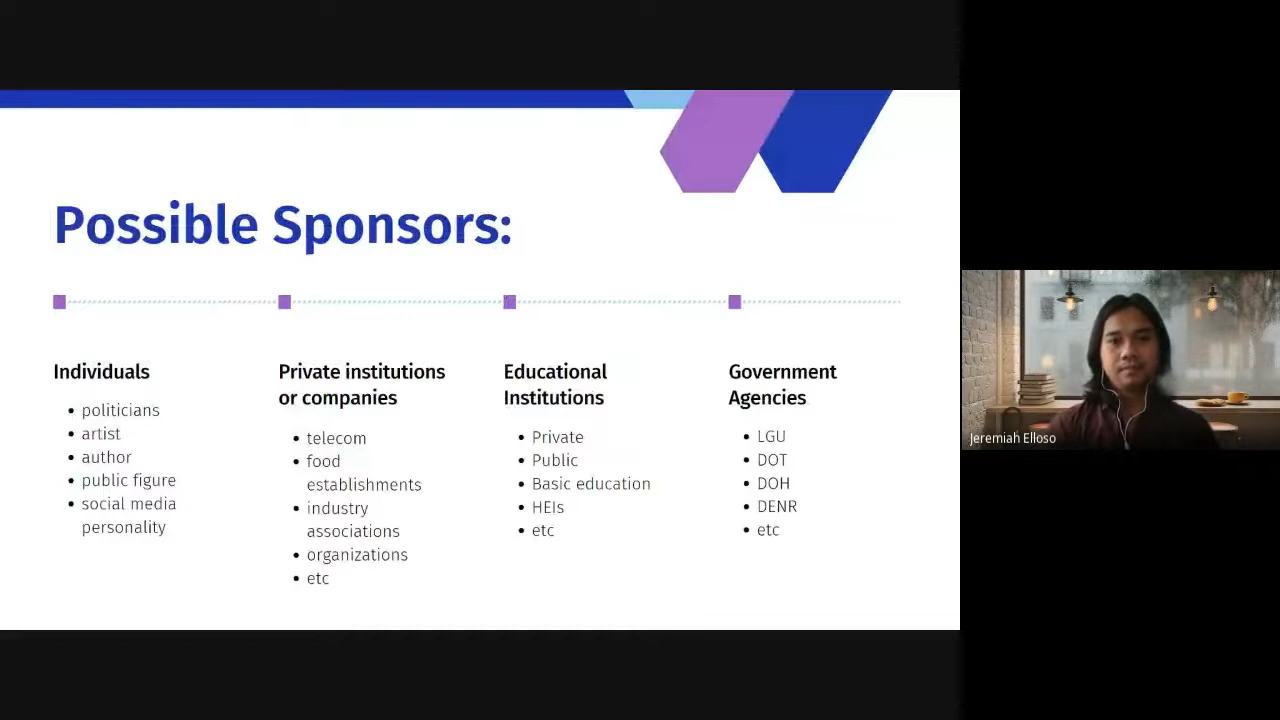 Possible Sponsors:
Individuals
politicians
artist
author
public figure
social media
personality
Private institutions
or companies
telecom
food
establishments
industry
associations
organizations
etc
Educational
Institutions
Private
Public
Basic education
HEIs
etc
Government
Agencies
LGU
DOT
DOH
DENR
etc
Jeremiah Elloso